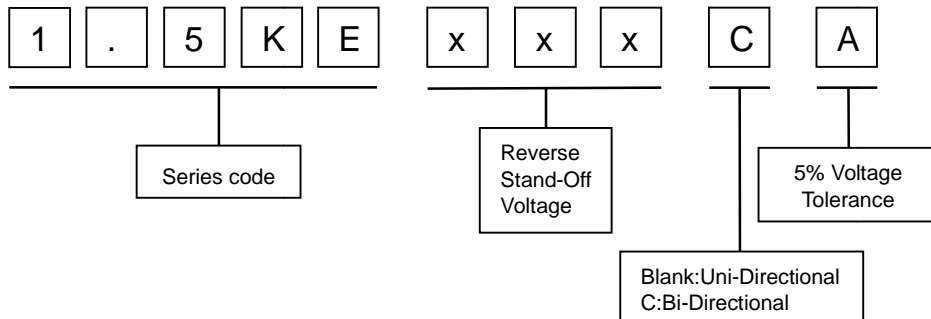 1 . 5 K E x x x C A
Series code
Reverse
Stand-Off
Voltage
5% Voltage
Tolerance
Blank:Uni-Directional
C:Bi-Directional